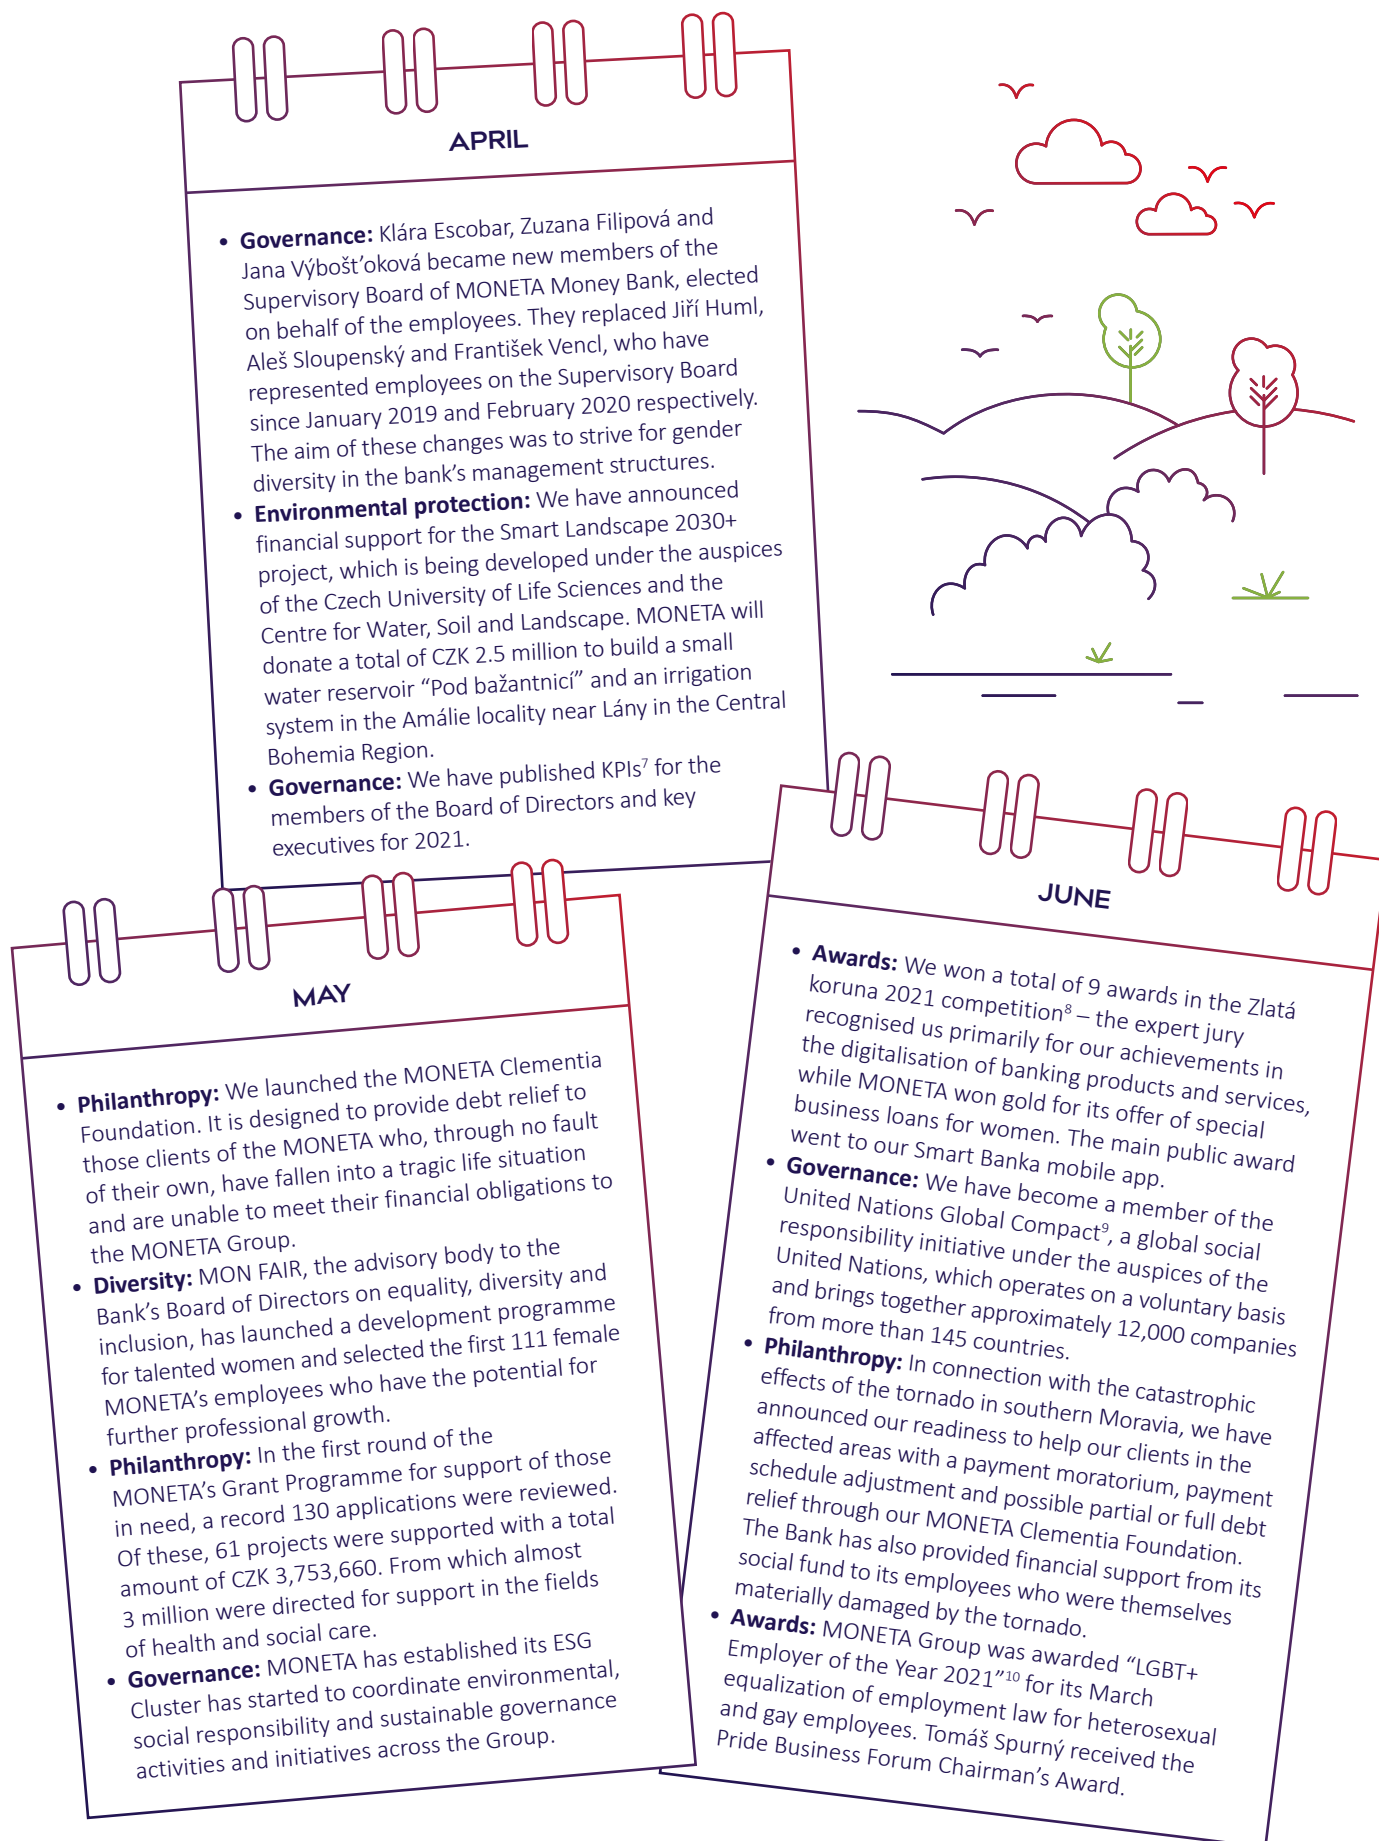 APRIL
• Governance: Klára Escobar, Zuzana Filipová and
Jana Výbošt’oková became new members of the
Supervisory Board of MONETA Money Bank, elected
on behalf of the employees. They replaced Jiří Huml,
Aleš Sloupenský and František Vencl, who have
represented employees on the Supervisory Board
since January 2019 and February 2020 respectively.
The aim of these changes was to strive for gender
diversity in the bank’s management structures.
• Environmental protection: We have announced
financial support for the Smart Landscape 2030+
project, which is being developed under the auspices
of the Czech University of Life Sciences and the
Centre for Water, Soil and Landscape. MONETA will
donate a total of CZK 2.5 million to build a small
water reservoir “Pod bažantnicí” and an irrigation
system in the Amálie locality near Lány in the Central
Bohemia Region.
• Governance: We have published KPIs⁷ for the
members of the Board of Directors and key
executives for 2021.
MAY
• Philanthropy: We launched the MONETA Clementia
Foundation. It is designed to provide debt relief to
those clients of the MONETA who, through no fault
of their own, have fallen into a tragic life situation
and are unable to meet their financial obligations to
the MONETA Group.
• Diversity: MON FAIR, the advisory body to the
Bank’s Board of Directors on equality, diversity and
inclusion, has launched a development programme
for talented women and selected the first 111 female
MONETA’s employees who have the potential for
further professional growth.
• Philanthropy: In the first round of the
MONETA’s Grant Programme for support of those
in need, a record 130 applications were reviewed.
Of these, 61 projects were supported with a total
amount of CZK 3,753,660. From which almost
3 million were directed for support in the fields
of health and social care.
• Governance: MONETA has established its ESG
Cluster has started to coordinate environmental,
social responsibility and sustainable governance
activities and initiatives across the Group.
JUNE
• Awards: We won a total of 9 awards in the Zlatá
koruna 2021 competition⁸ – the expert jury
recognised us primarily for our achievements in
the digitalisation of banking products and services,
while MONETA won gold for its offer of special
business loans for women. The main public award
went to our Smart Banka mobile app.
• Governance: We have become a member of the
United Nations Global Compact⁹, a global social
responsibility initiative under the auspices of the
United Nations, which operates on a voluntary basis
and brings together approximately 12,000 companies
from more than 145 countries.
• Philanthropy: In connection with the catastrophic
effects of the tornado in southern Moravia, we have
announced our readiness to help our clients in the
affected areas with a payment moratorium, payment
schedule adjustment and possible partial or full debt
relief through our MONETA Clementia Foundation.
The Bank has also provided financial support from its
social fund to its employees who were themselves
materially damaged by the tornado.
• Awards: MONETA Group was awarded “LGBT+
Employer of the Year 2021”¹⁰ for its March
equalization of employment law for heterosexual
and gay employees. Tomáš Spurný received the
Pride Business Forum Chairman’s Award.